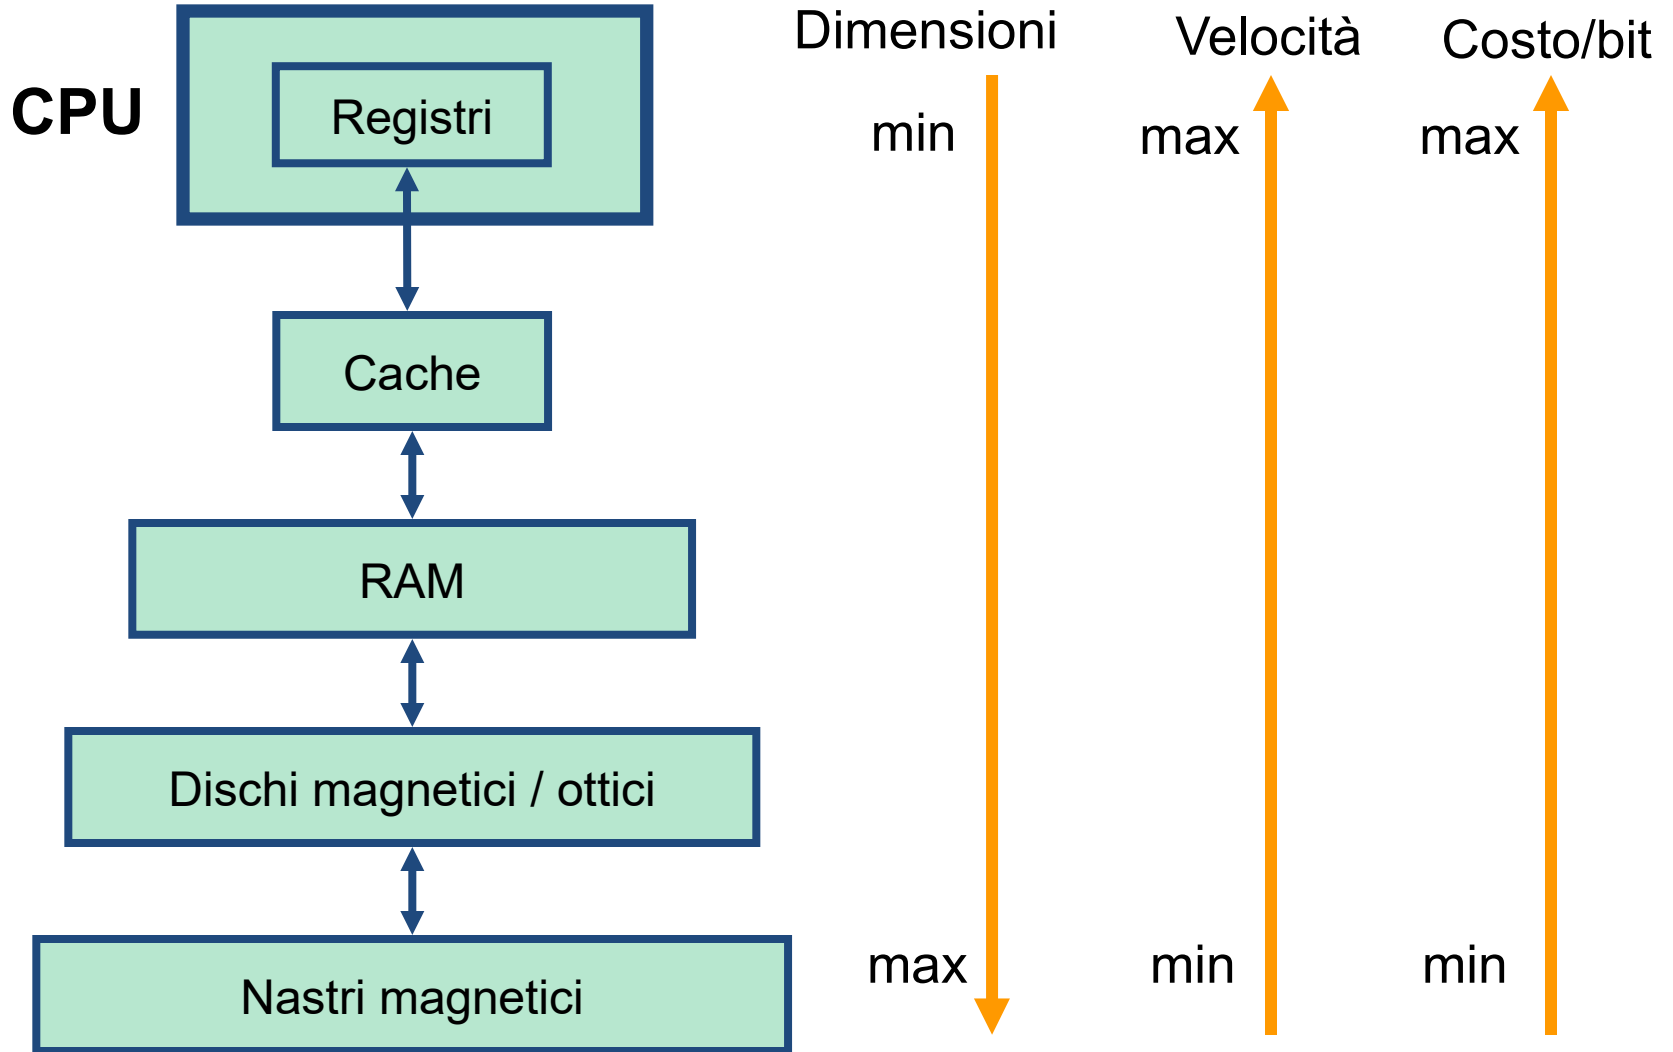 Dimensioni
Velocità
Costo/bit
CPU
Registri
min
max
max
Cache
RAM
Dischi magnetici / ottici
Nastri magnetici
max
min
min